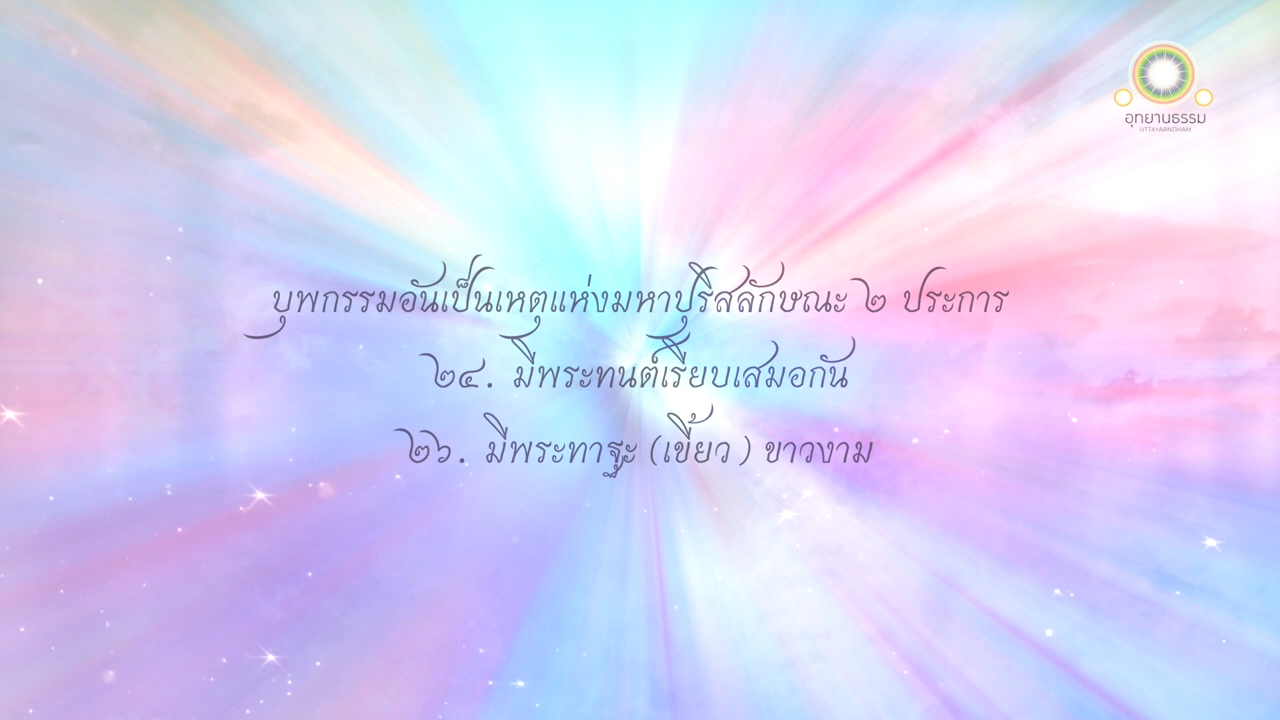 อุทยานธรรม
UTTAYARNDHAM
บุพกรรมอันเป็นเหตุแห่งมหาปุริสลักษณะ ๒ ประการ
๒๔. มีพระทนต์เรียบเสมอกัน
๒๖. มีพระทาฐะ (เขี้ยว) ขาวงาม